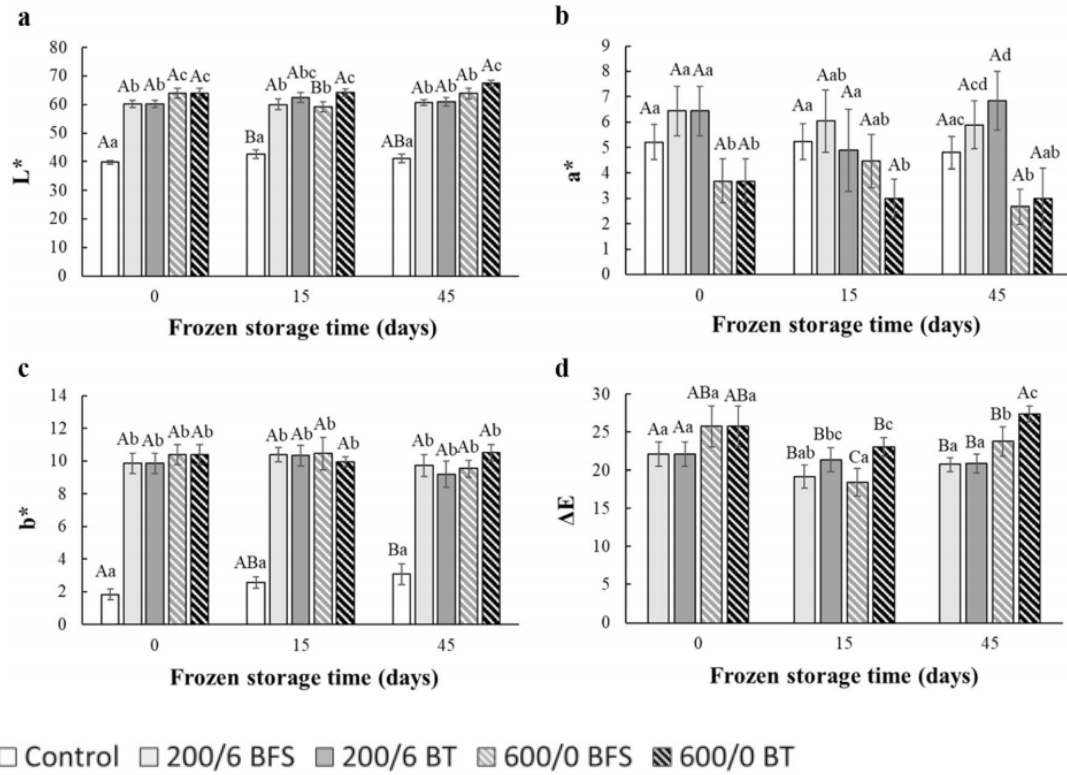 a
L*
80
70
60
50
40
30
20
10
0
Aa Ab Ab Ac Ac
Ba Ab Abc Bb Ac
ABa Ab Ab Ab Ac
0 15 45
Frozen storage time (days)
b
a*
9
8
7
6
5
4
3
2
1
0
Aa Aa Aa Ab Ab
Aa Aab Aa Aab Ab
Aac Acd Ad Ab Aab
0 15 45
Frozen storage time (days)
c
b*
14
12
10
8
6
4
2
0
Aa Ab Ab Ab Ab
ABa Ab Ab Ab Ab
Ba Ab Ab Ab Ab
0 15 45
Frozen storage time (days)
d
ΔE
30
25
20
15
10
5
0
Aa Aa ABa ABa
Bab Bbc Ca Bc
Ba Ba Bb Ac
0 15 45
Frozen storage time (days)
Control 200/6 BFS 200/6 BT 600/0 BFS 600/0 BT